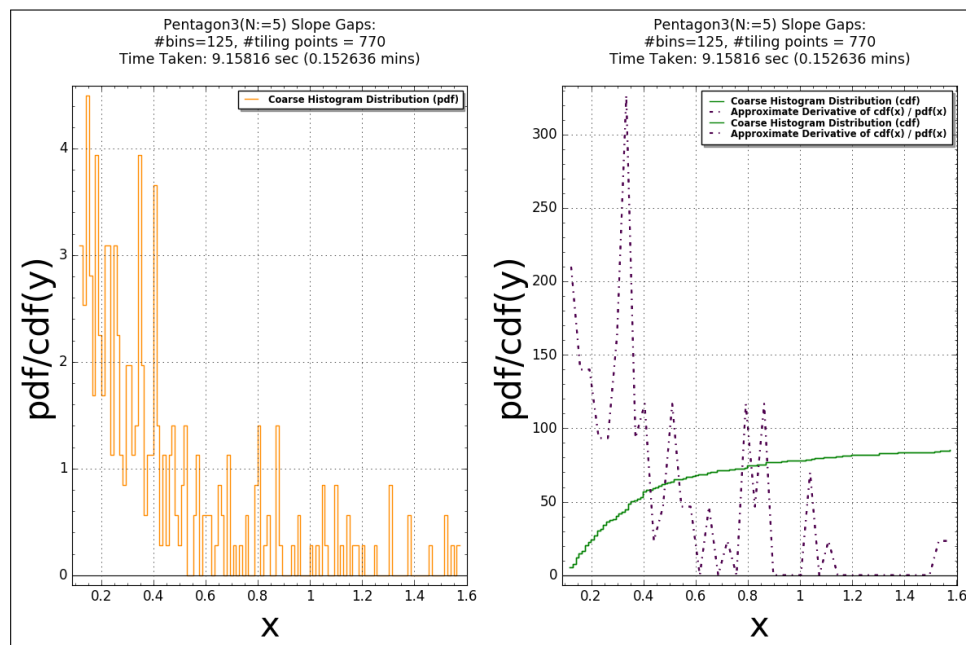 Pentagon3(N:=5) Slope Gaps:
#bins=125, #tiling points = 770
Time Taken: 9.15816 sec (0.152636 mins)
Coarse Histogram Distribution (pdf)
pdf/cdf(y)
4
3
2
1
0
0.2
0.4
0.6
0.8
1
1.2
1.4
1.6
x
Pentagon3(N:=5) Slope Gaps:
#bins=125, #tiling points = 770
Time Taken: 9.15816 sec (0.152636 mins)
Coarse Histogram Distribution (cdf)
Approximate Derivative of cdf(x) / pdf(x)
Coarse Histogram Distribution (cdf)
Approximate Derivative of cdf(x) / pdf(x)
pdf/cdf(y)
300
250
200
150
100
50
0
0.2
0.4
0.6
0.8
1
1.2
1.4
1.6
x